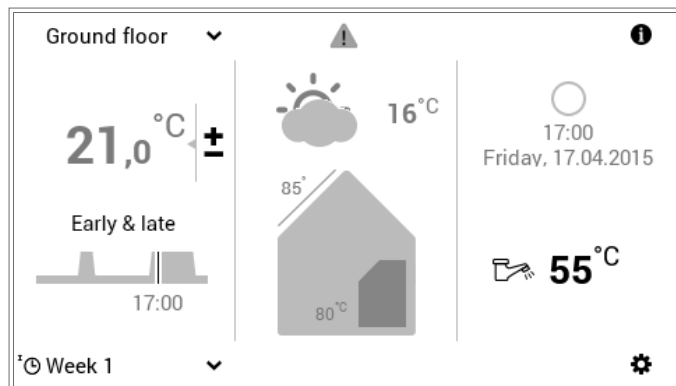 Ground floor
21,0 °C ±
Early & late
17:00
Week 1
16°C
85°
80°C
17:00
Friday, 17.04.2015
55°C